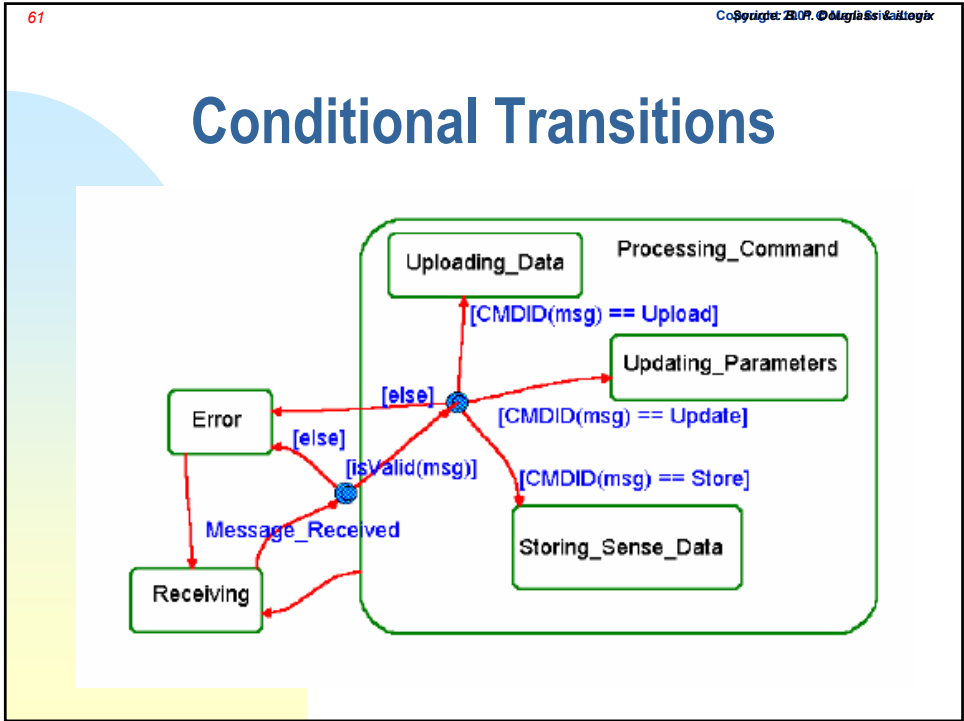 61
Conditional Transitions
Uploading_Data
Processing_Command
[CMDID(msg) == Upload]
Updating_Parameters
[else]
[CMDID(msg) == Update]
Error
[else]
[isValid(msg)]
[CMDID(msg) == Store]
Message_Received
Storing_Sense_Data
Receiving